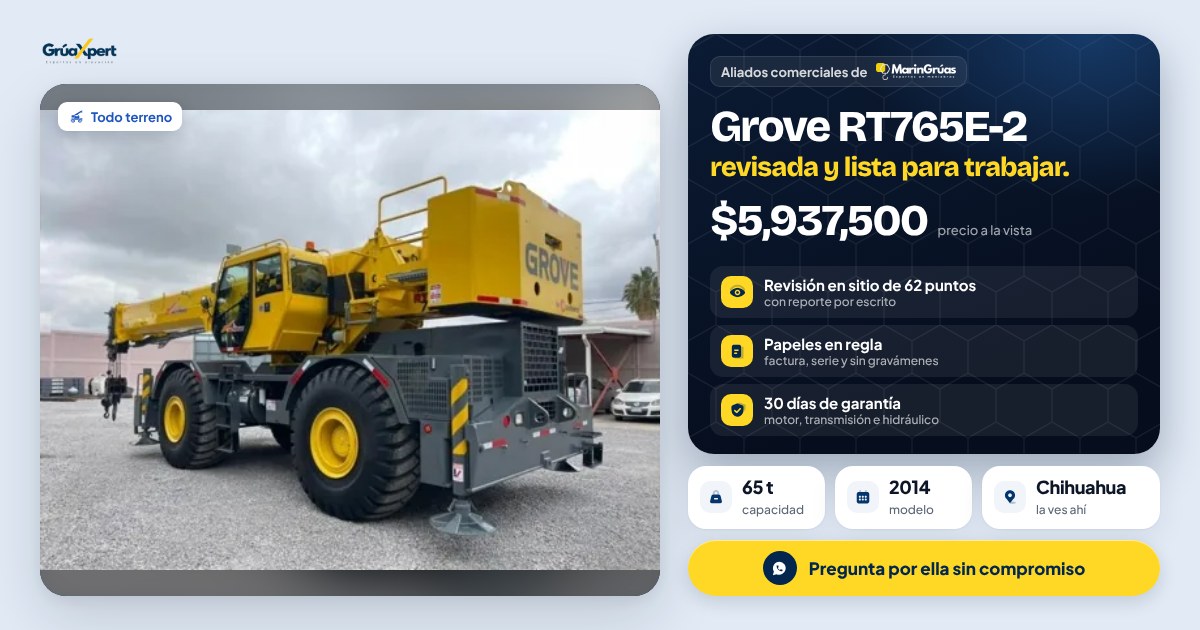 GrúaXpert
Todo terreno
GROVE
Aliados comerciales de MarinGrúas
Grove RT765E-2
revisada y lista para trabajar.
$5,937,500 precio a la vista
Revisión en sitio de 62 puntos
con reporte por escrito
Papeles en regla
factura, serie y sin gravámenes
30 días de garantía
motor, transmisión e hidráulico
65 t
capacidad
2014
modelo
Chihuahua
la ves ahí
Pregunta por ella sin compromiso